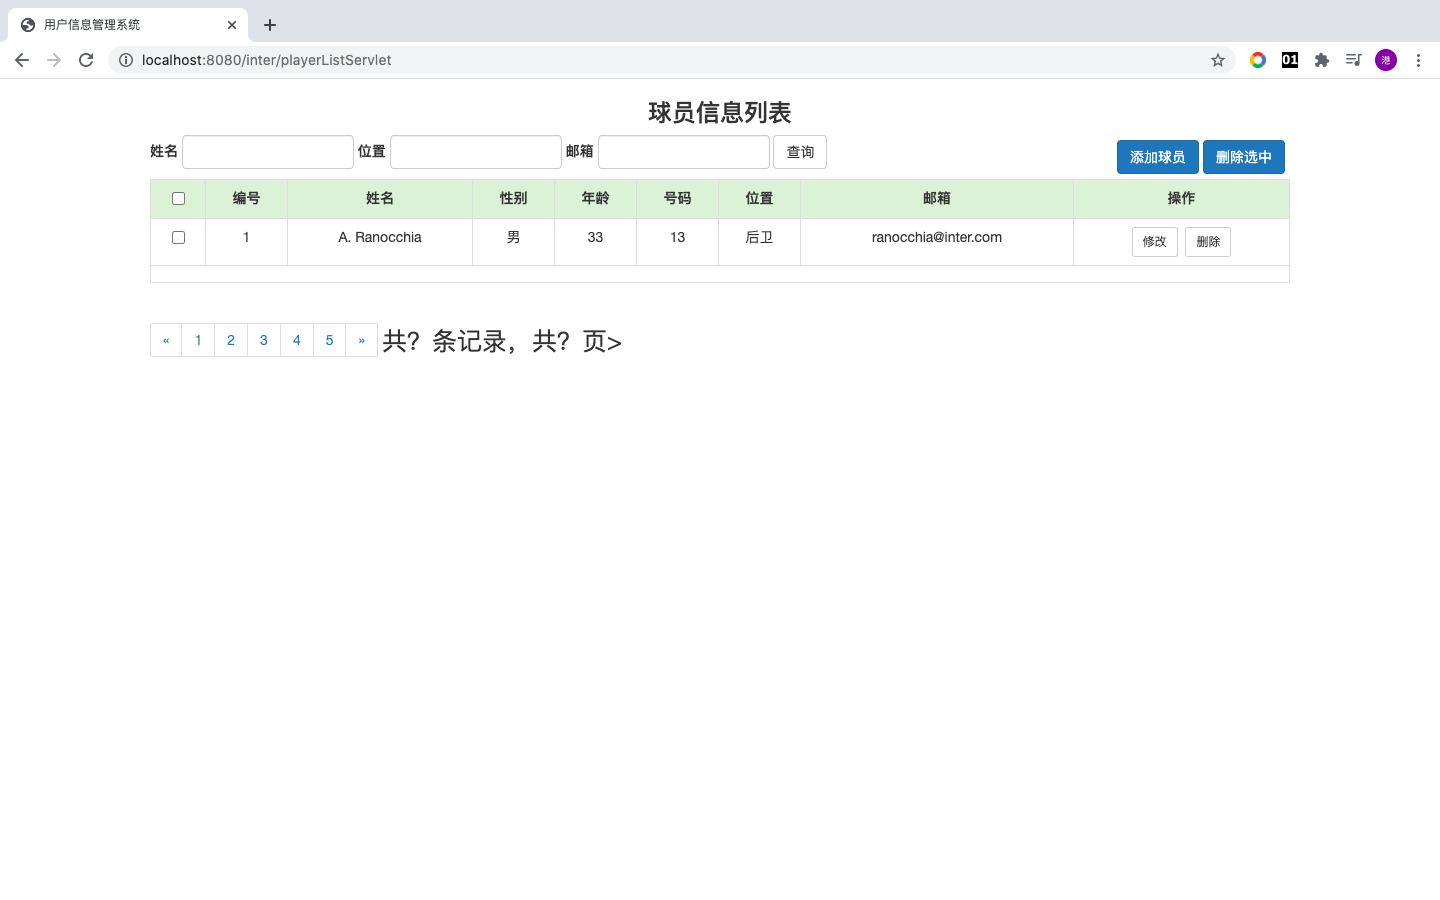 用户信息管理系统
localhost:8080/inter/playerListServlet
01
港
球员信息列表
姓名 位置 邮箱 查询 添加球员 删除选中
编号 姓名 性别 年龄 号码 位置 邮箱 操作
1 A. Ranocchia 男 33 13 后卫 ranocchia@inter.com 修改 删除
« 1 2 3 4 5 » 共？条记录，共？页>